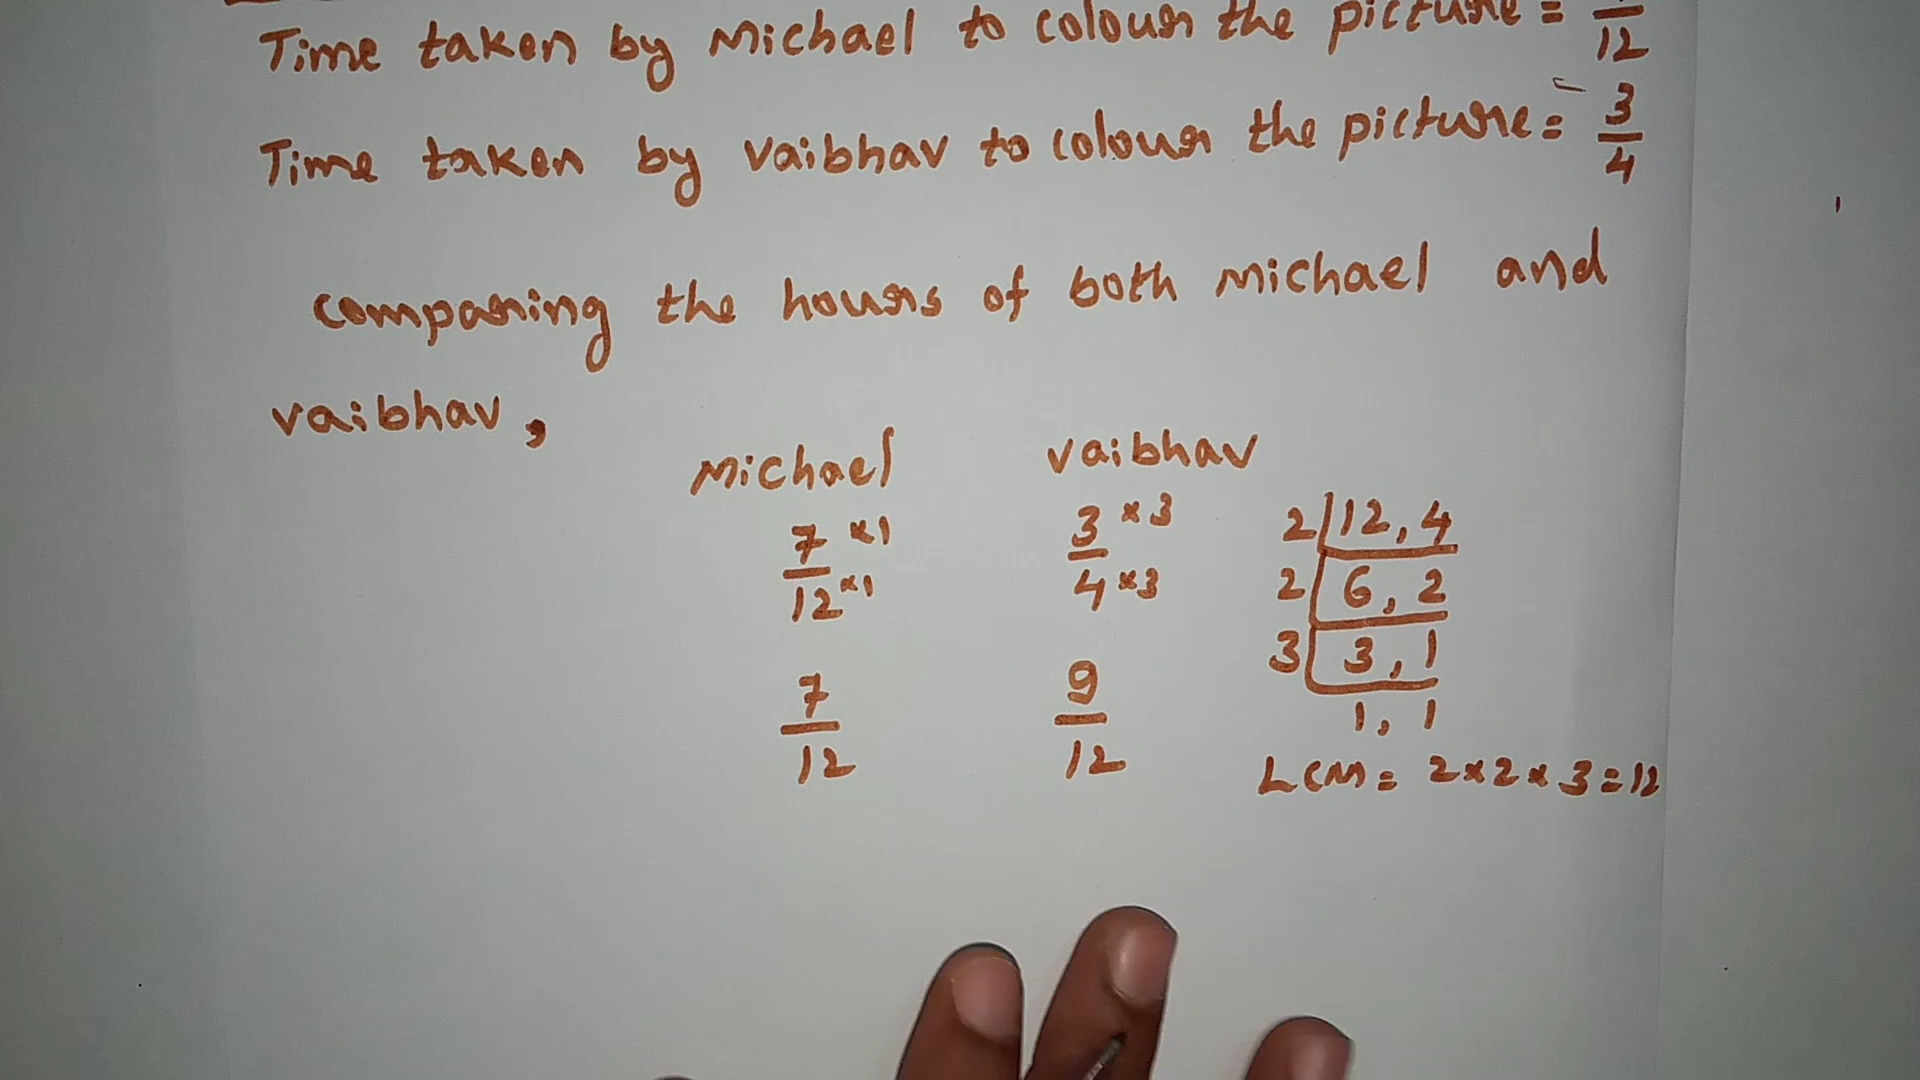 Time taken by Michael to colour the picture = /12
Time taken by vaibhav to colour the picture = 3/4
comparing the hours of both Michael and
vaibhav,
Michael vaibhav
7×1/12×1 3×3/4×3
7/12 9/12
2 | 12, 4
2 | 6, 2
3 | 3, 1
1, 1
LCM = 2×2×3=12